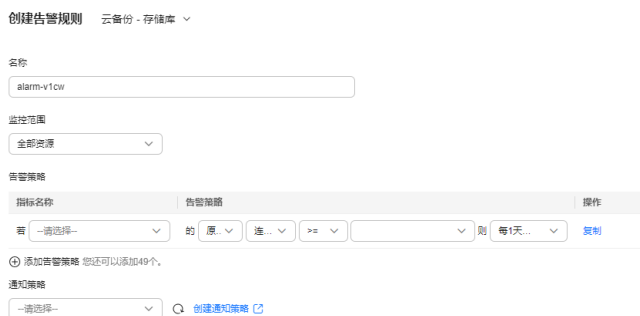 创建告警规则 云备份 - 存储库
名称
alarm-v1cw
监控范围
全部资源
告警策略
指标名称 告警策略 操作
若 --请选择-- 的 原... 连... >= 则 每1天... 复制
添加告警策略 您还可以添加49个。
通知策略
--请选择-- 创建通知策略